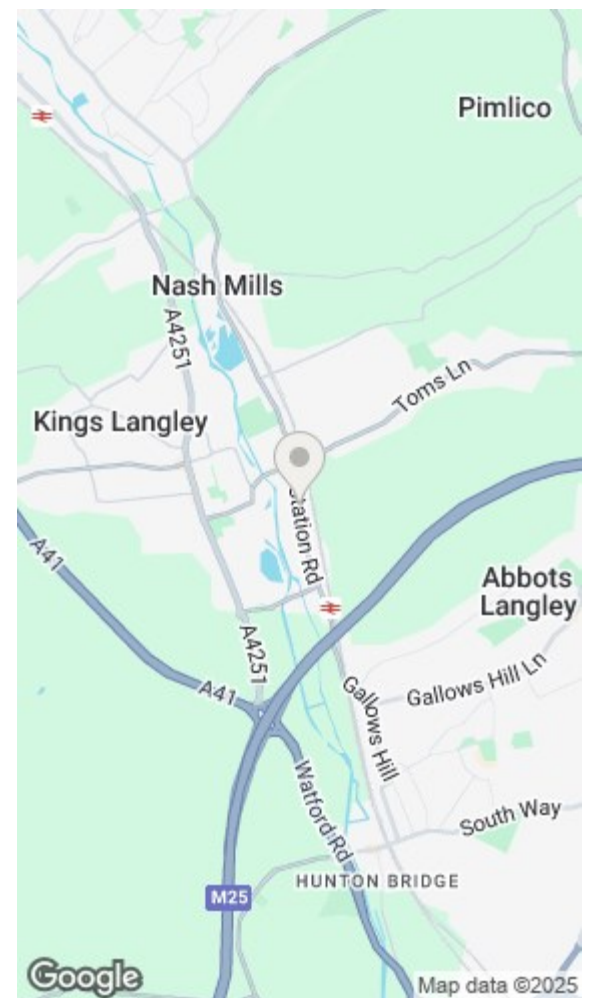 Pimlico
Nash Mills
A4251
Toms Ln
Kings Langley
Station Rd
A41
Abbots
Langley
A4251
Gallows Hill Ln
A41
Gallows Hill
Watford Rd
South Way
HUNTON BRIDGE
M25
Google
Map data ©2025